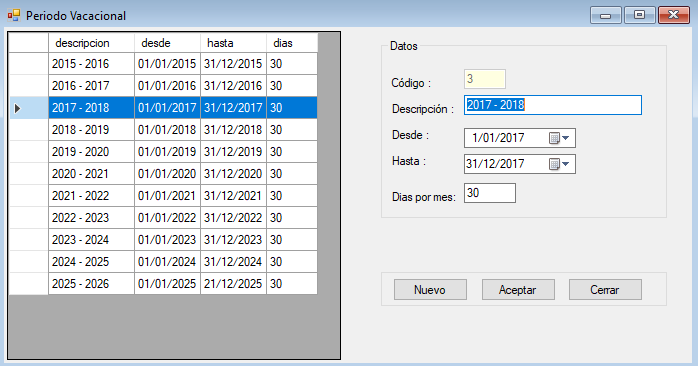 Periodo Vacacional
descripcion desde hasta dias
2015 - 2016 01/01/2015 31/12/2015 30
2016 - 2017 01/01/2016 31/12/2016 30
2017 - 2018 01/01/2017 31/12/2017 30
2018 - 2019 01/01/2018 31/12/2018 30
2019 - 2020 01/01/2019 31/12/2019 30
2020 - 2021 01/01/2020 31/12/2020 30
2021 - 2022 01/01/2021 31/12/2021 30
2022 - 2023 01/01/2022 31/12/2022 30
2023 - 2024 01/01/2023 31/12/2023 30
2024 - 2025 01/01/2024 31/12/2024 30
2025 - 2026 01/01/2025 21/12/2025 30
Datos
Código : 3
Descripción : 2017 - 2018
Desde : 1/01/2017
Hasta : 31/12/2017
Dias por mes: 30
Nuevo Aceptar Cerrar